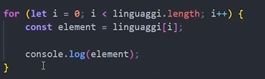 for (let i = 0; i < linguaggi.length; i++) {
const element = linguaggi[i];
console.log(element);
}